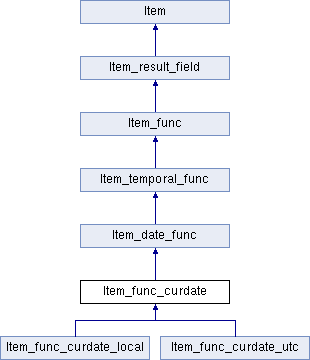 Item
Item_result_field
Item_func
Item_temporal_func
Item_date_func
Item_func_curdate
Item_func_curdate_local
Item_func_curdate_utc